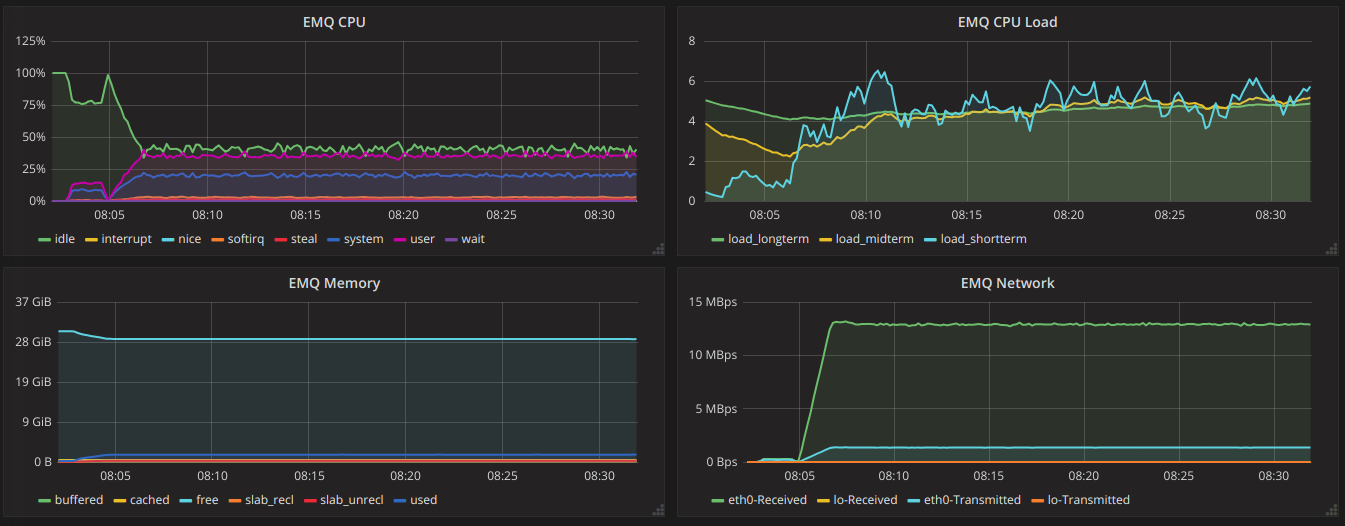 EMQ CPU
125%
100%
75%
50%
25%
0%
08:05 08:10 08:15 08:20 08:25 08:30
idle interrupt nice softirq steal system user wait
EMQ CPU Load
8
6
4
2
0
08:05 08:10 08:15 08:20 08:25 08:30
load_longterm load_midterm load_shortterm
EMQ Memory
37 GiB
28 GiB
19 GiB
9 GiB
0 B
08:05 08:10 08:15 08:20 08:25 08:30
buffered cached free slab_recl slab_unrecl used
EMQ Network
15 MBps
10 MBps
5 MBps
0 Bps
08:05 08:10 08:15 08:20 08:25 08:30
eth0-Received lo-Received eth0-Transmitted lo-Transmitted